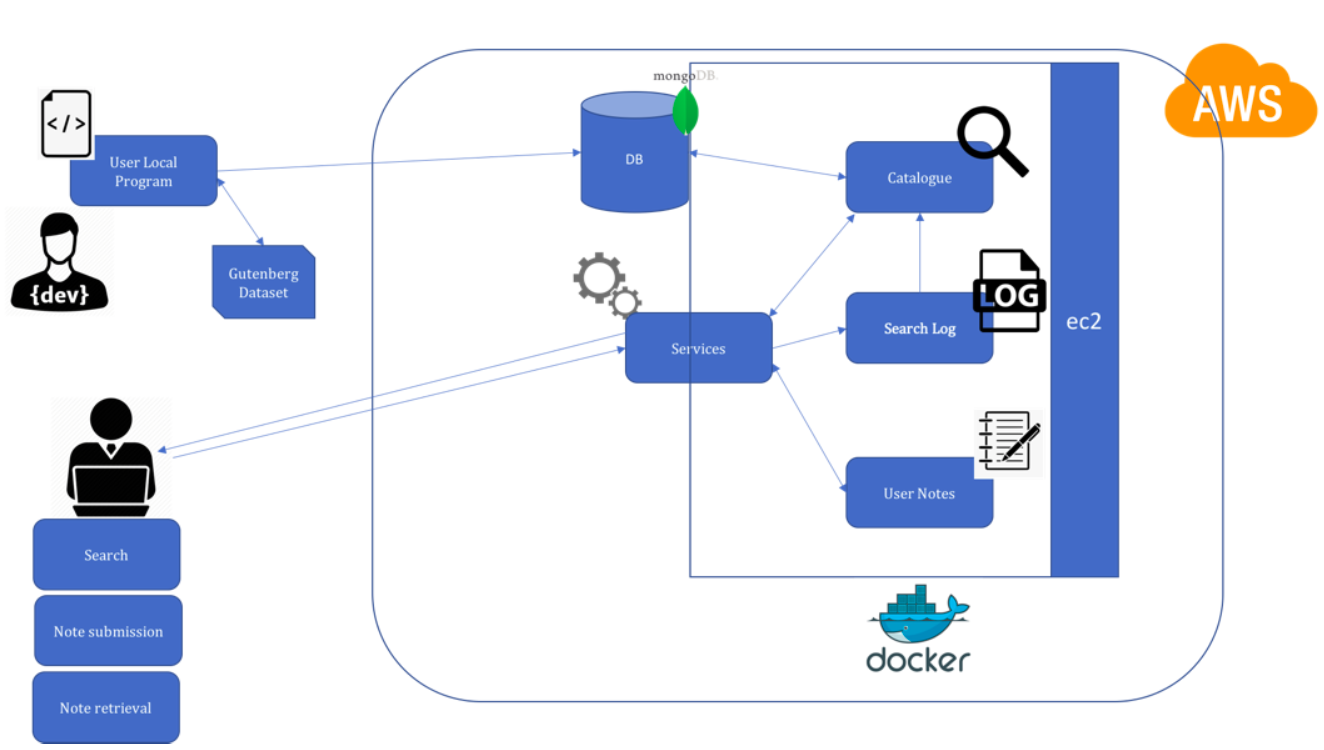 mongoDB.
AWS
</>
User Local
Program
DB
Catalogue
{dev}
Gutenberg
Dataset
LOG
Search Log
ec2
Services
User Notes
Search
Note submission
Note retrieval
docker